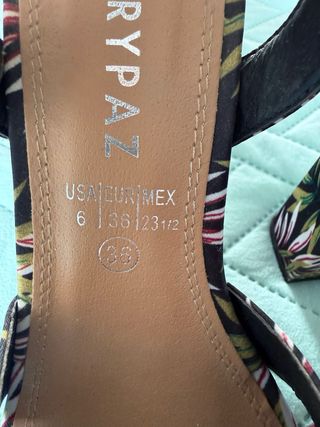 RYPAZ
USA|EUR|MEX
6 | 36 |23 1/2
36